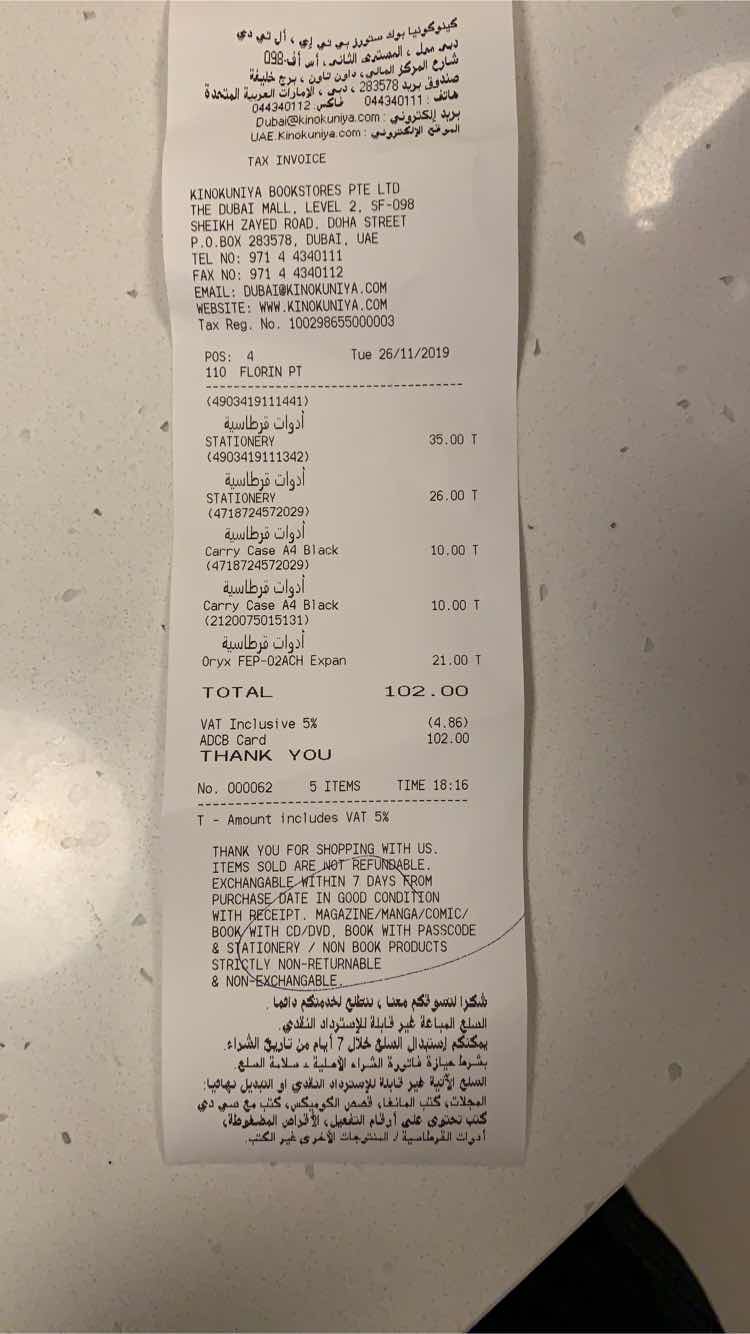 كينوكونيا بوك ستورز بي تي إي ، أل تي دي
دبي مول ، المستوى الثاني، أس أف-098
شارع المركز المالي، داون تاون ، برج خليفة
صندوق بريد 283578 ، دبي ، الإمارات العربية المتحدة
هاتف : 044340111 فاكس: 044340112
بريد إلكتروني : Dubai@kinokuniya.com
الموقع الإلكتروني : UAE.Kinokuniya.com
TAX INVOICE
KINOKUNIYA BOOKSTORES PTE LTD
THE DUBAI MALL, LEVEL 2, SF-098
SHEIKH ZAYED ROAD, DOHA STREET
P.O.BOX 283578, DUBAI, UAE
TEL NO: 971 4 4340111
FAX NO: 971 4 4340112
EMAIL: DUBAI@KINOKUNIYA.COM
WEBSITE: WWW.KINOKUNIYA.COM
Tax Reg. No. 100298655000003
POS: 4 Tue 26/11/2019
110 FLORIN PT
(4903419111441)
أدوات قرطاسية
STATIONERY 35.00 T
(4903419111342)
أدوات قرطاسية
STATIONERY 26.00 T
(4718724572029)
أدوات قرطاسية
Carry Case A4 Black 10.00 T
(4718724572029)
أدوات قرطاسية
Carry Case A4 Black 10.00 T
(2120075015131)
أدوات قرطاسية
Oryx FEP-02ACH Expan 21.00 T
TOTAL 102.00
VAT Inclusive 5% (4.86)
ADCB Card 102.00
THANK YOU
No. 000062 5 ITEMS TIME 18:16
T - Amount includes VAT 5%
THANK YOU FOR SHOPPING WITH US.
ITEMS SOLD ARE NOT REFUNDABLE.
EXCHANGABLE WITHIN 7 DAYS FROM
PURCHASE DATE IN GOOD CONDITION
WITH RECEIPT. MAGAZINE/MANGA/COMIC/
BOOK WITH CD/DVD, BOOK WITH PASSCODE
& STATIONERY / NON BOOK PRODUCTS
STRICTLY NON-RETURNABLE
& NON-EXCHANGABLE.
شكرا لتسوقكم معنا ، نتطلع لخدمتكم دائما .
السلع المباعة غير قابلة للإسترداد النقدي.
يمكنكم إستبدال السلع خلال 7 أيام من تاريخ الشراء.
بشرط حيازة فاتورة الشراء الأصلية ، سلامة السلع.
السلع الآتية غير قابلة للإسترداد النقدي او التبديل نهائيا:
المجلات، كتب المانغا، قصص الكوميكس، كتب مع سي دي
كتب تحتوى على أرقام التفعيل، الأقراص المضغوطة،
أدوات القرطاسية / المنتوجات الأخرى غير الكتب.